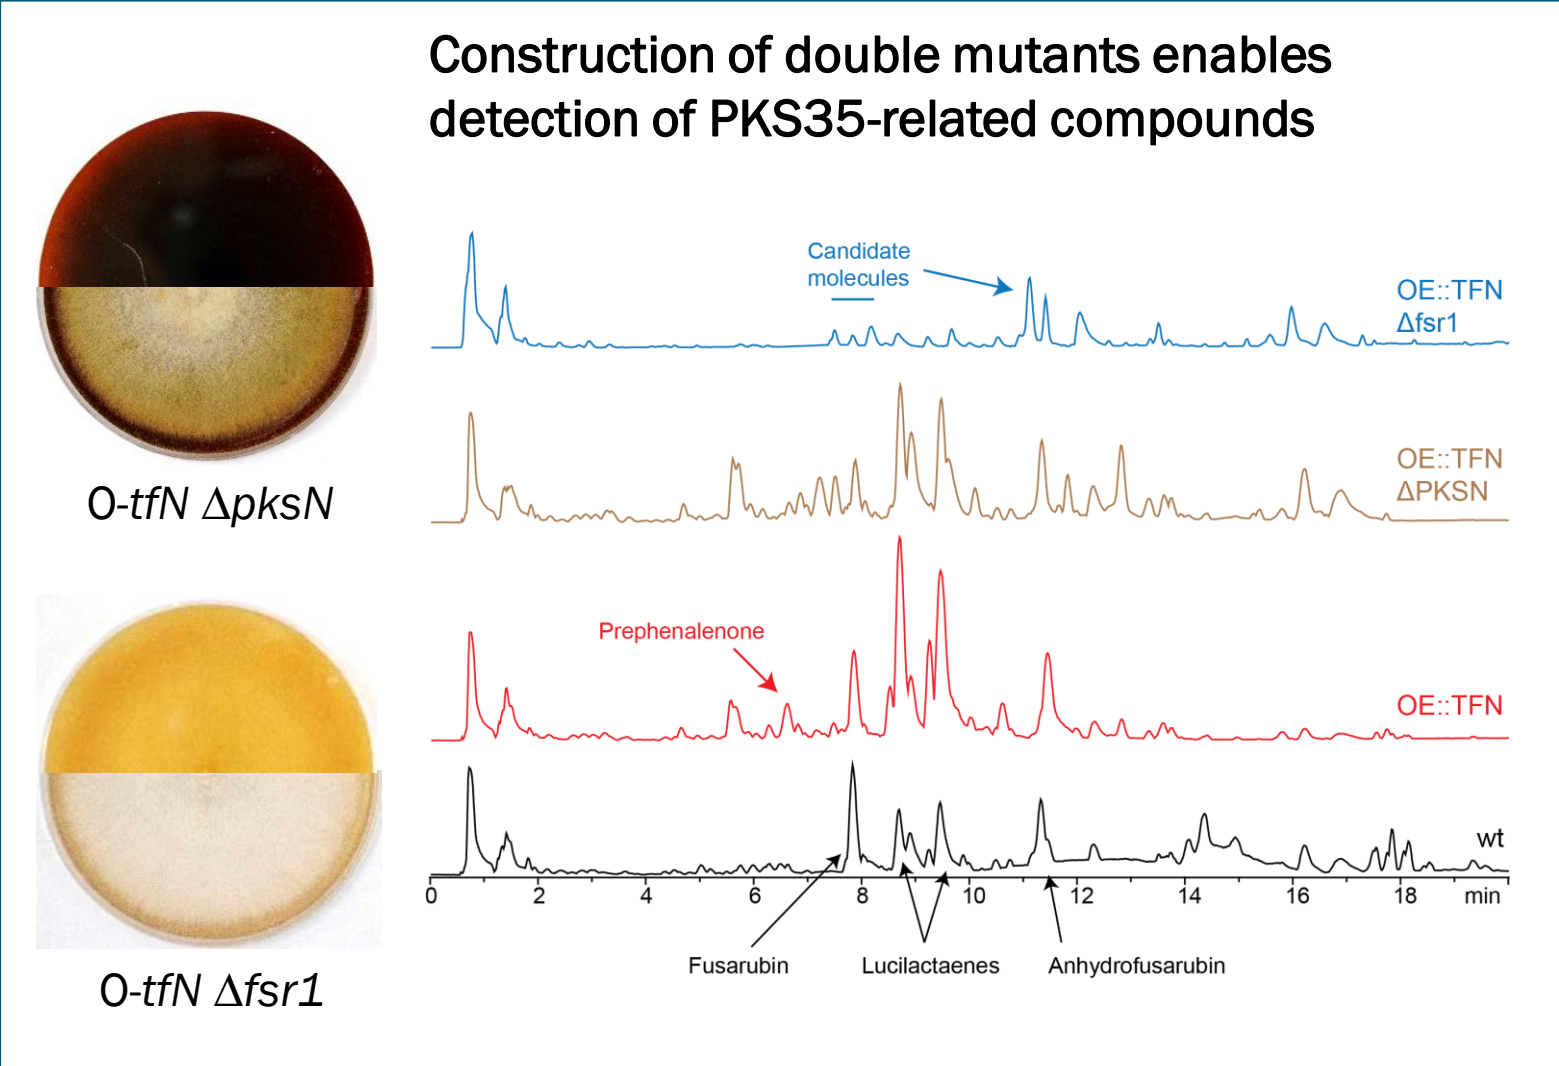 Construction of double mutants enables
detection of PKS35-related compounds
O-tfN ΔpksN
O-tfN Δfsr1
Candidate
molecules
OE::TFN
Δfsr1
OE::TFN
ΔPKSN
Prephenalenone
OE::TFN
wt
0 2 4 6 8 10 12 14 16 18 min
Fusarubin Lucilactaenes Anhydrofusarubin